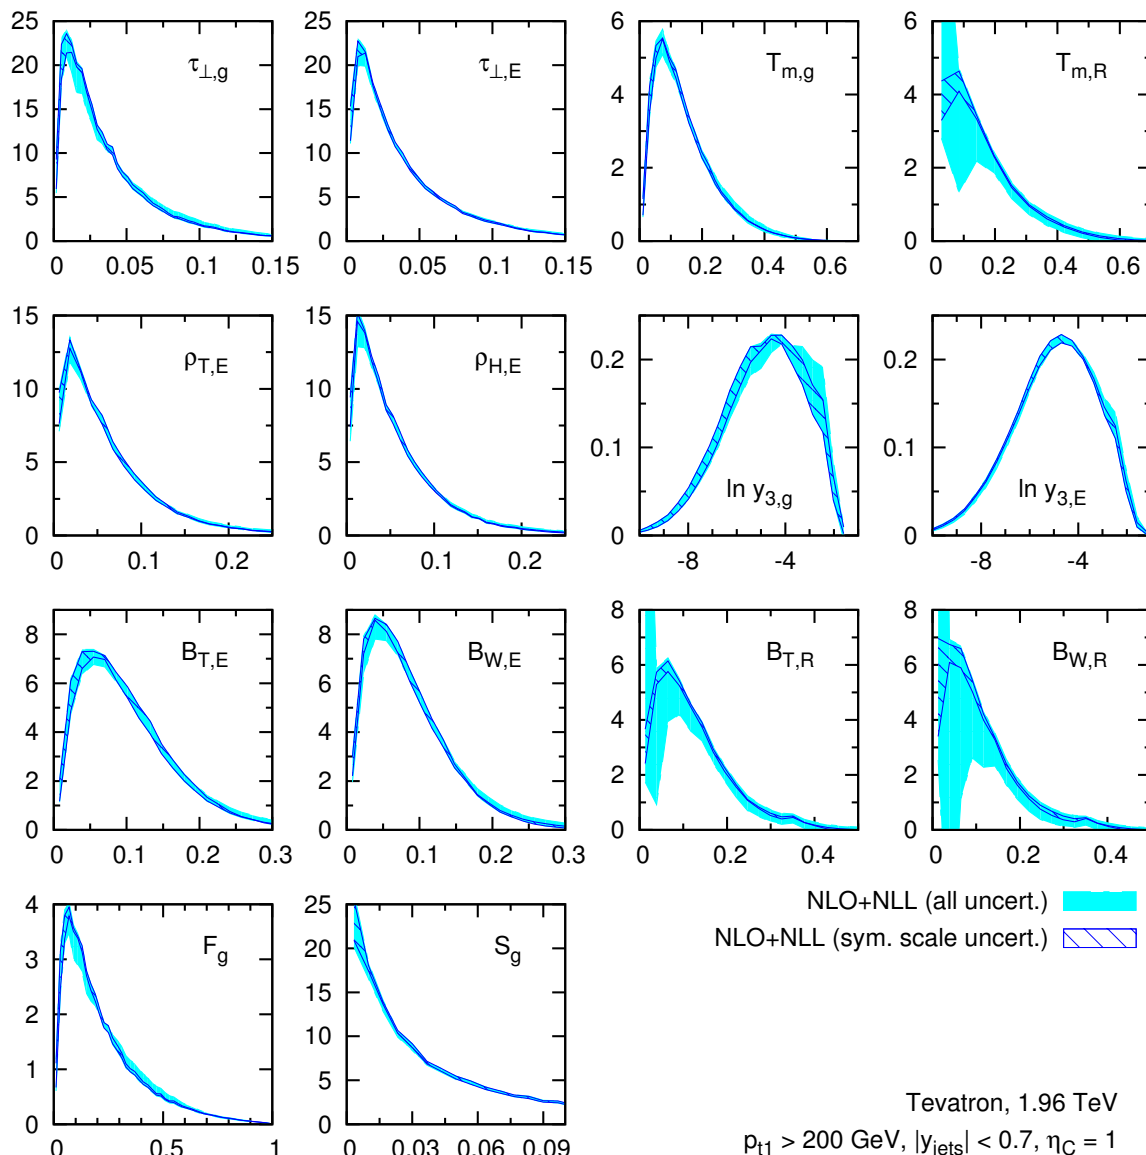 25
20
15
10
5
0
τ⊥,g
0 0.05 0.1 0.15
25
20
15
10
5
0
τ⊥,E
0 0.05 0.1 0.15
6
4
2
0
Tm,g
0 0.2 0.4 0.6
6
4
2
0
Tm,R
0 0.2 0.4 0.6
15
10
5
0
ρT,E
0 0.1 0.2
15
10
5
0
ρH,E
0 0.1 0.2
0.2
0.1
0
ln y3,g
-8 -4
0.2
0.1
0
ln y3,E
-8 -4
8
6
4
2
0
BT,E
0 0.1 0.2 0.3
8
6
4
2
0
BW,E
0 0.1 0.2 0.3
8
6
4
2
0
BT,R
0 0.2 0.4
8
6
4
2
0
BW,R
0 0.2 0.4
4
3
2
1
0
Fg
0 0.5 1
25
20
15
10
5
0
Sg
0 0.03 0.06 0.09
NLO+NLL (all uncert.)
NLO+NLL (sym. scale uncert.)
Tevatron, 1.96 TeV
pt1 > 200 GeV, |yjets| < 0.7, ηC = 1